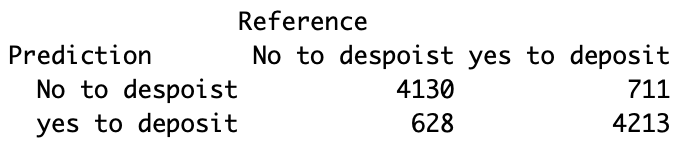 Reference
Prediction No to despoist yes to deposit
No to despoist 4130 711
yes to deposit 628 4213